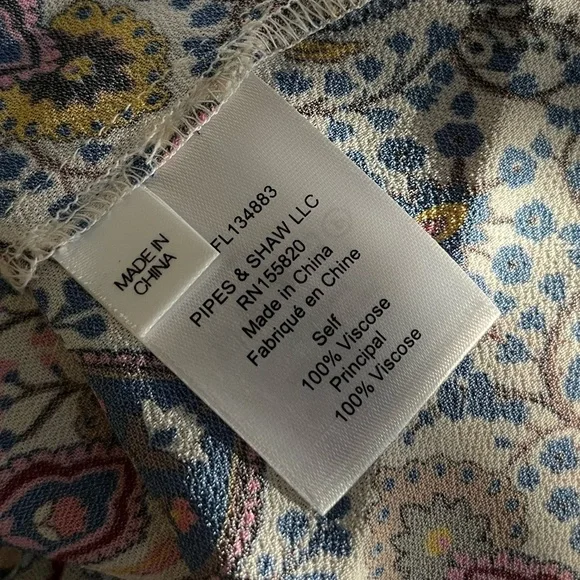 MADE IN
CHINA
FL134883
PIPES & SHAW LLC
RN155820
Made in China
Fabriqué en Chine
Self
100% Viscose
Principal
100% Viscose